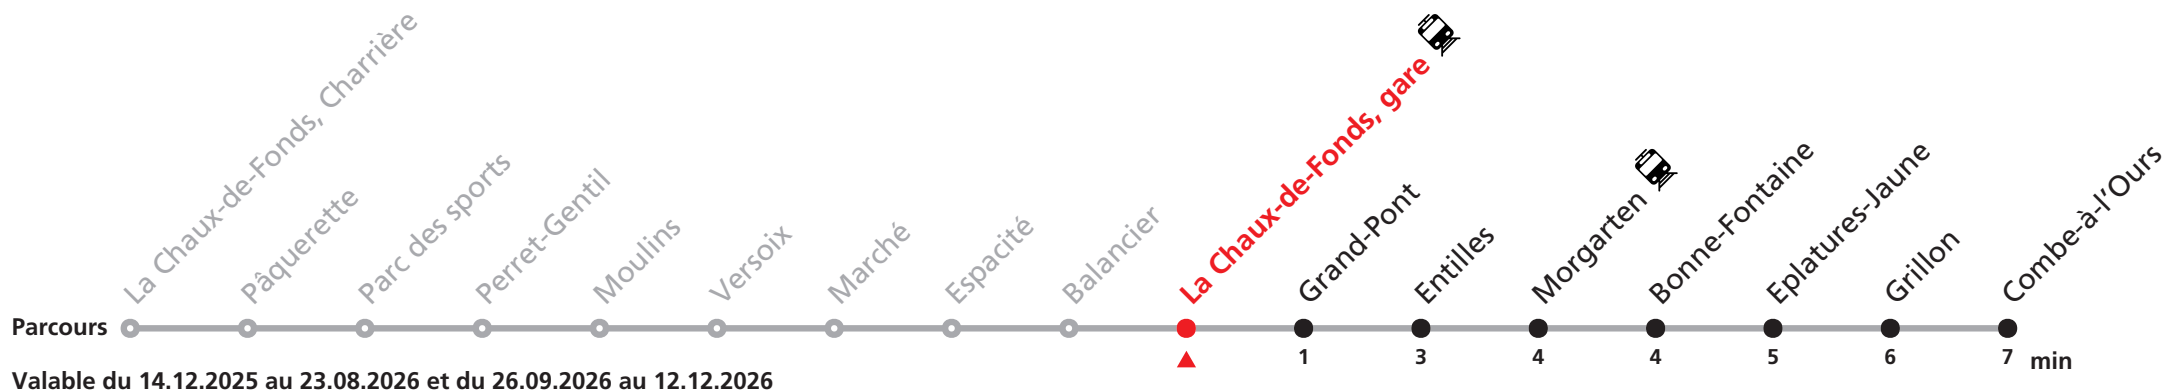 La Chaux-de-Fonds, Charrière
Pâquerette
Parc des sports
Perret-Gentil
Moulins
Versoix
Marché
Espacité
Balancier
La Chaux-de-Fonds, gare
Grand-Pont
Entilles
Morgarten
Bonne-Fontaine
Eplatures-Jaune
Grillon
Combe-à-l’Ours
Parcours
1 3 4 4 5 6 7 min
Valable du 14.12.2025 au 23.08.2026 et du 26.09.2026 au 12.12.2026